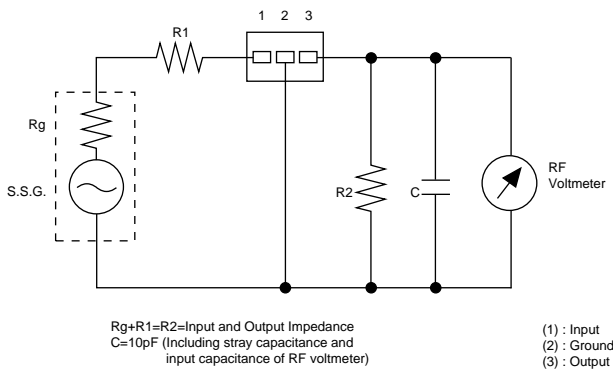 1 2 3
R1
Rg
S.S.G.
R2
C
RF
Voltmeter
Rg+R1=R2=Input and Output Impedance
C=10pF (Including stray capacitance and
input capacitance of RF voltmeter)
(1) : Input
(2) : Ground
(3) : Output